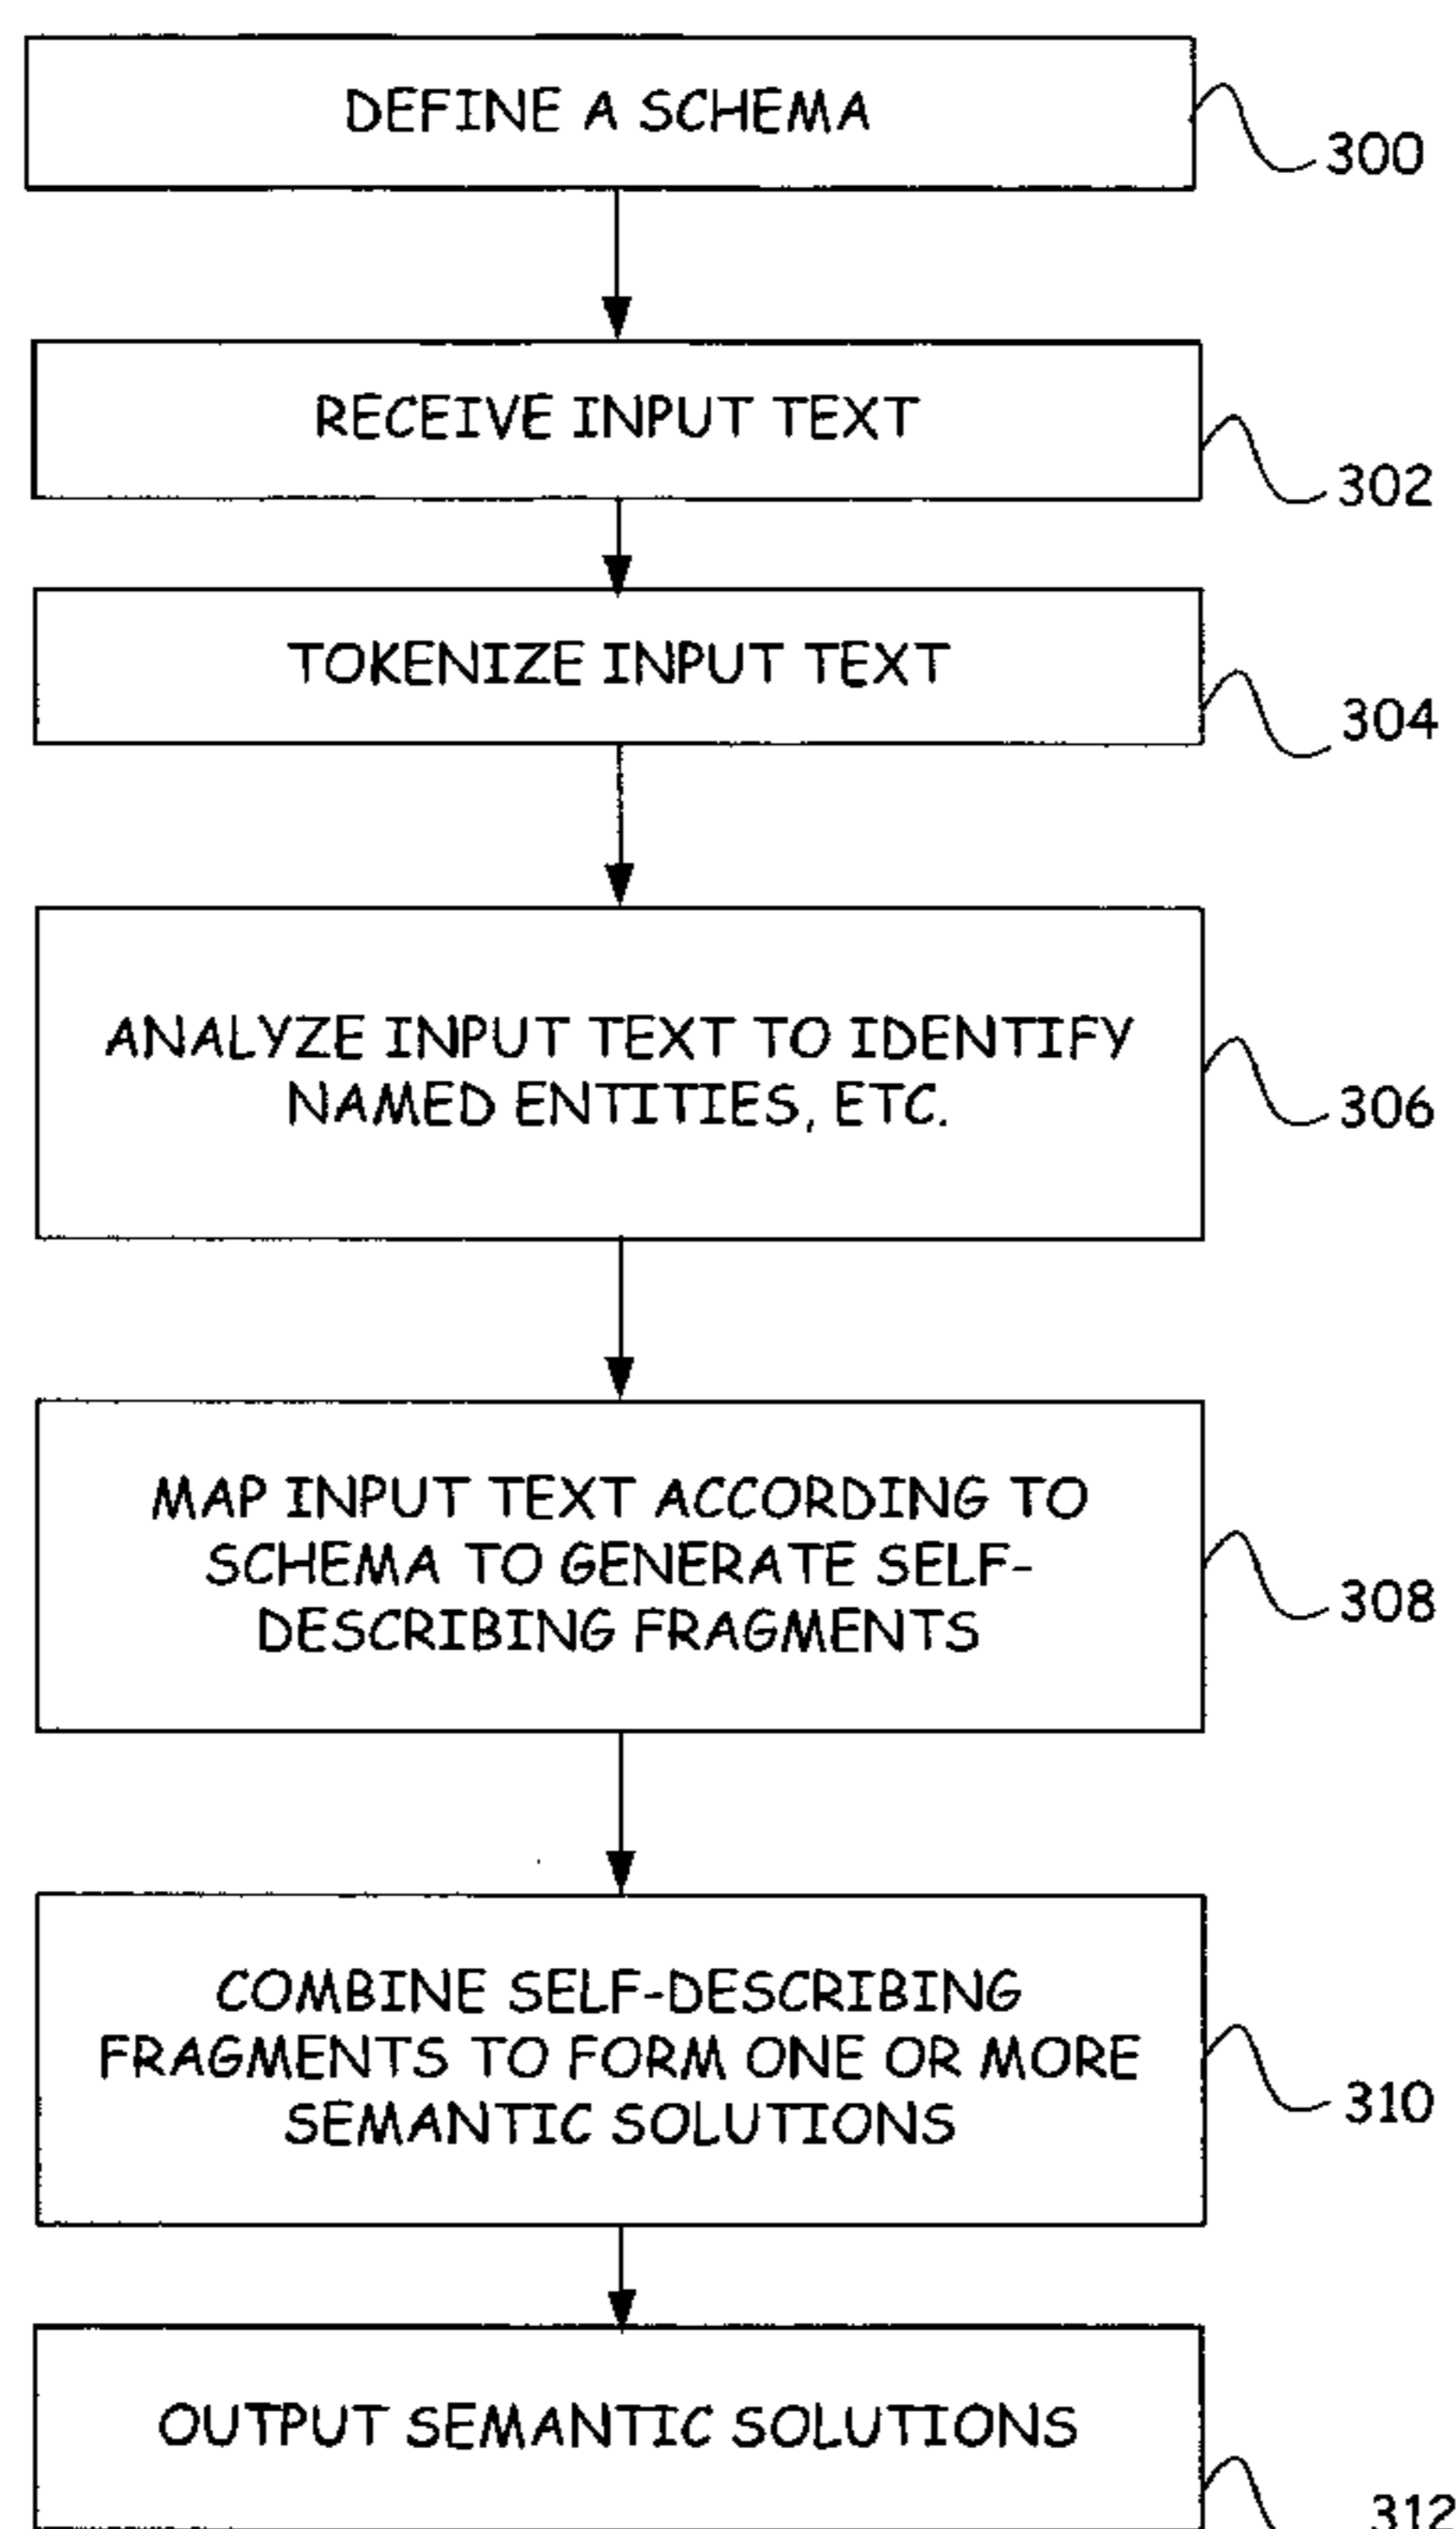 DEFINE A SCHEMA
300
RECEIVE INPUT TEXT
302
TOKENIZE INPUT TEXT
304
ANALYZE INPUT TEXT TO IDENTIFY
NAMED ENTITIES, ETC.
306
MAP INPUT TEXT ACCORDING TO
SCHEMA TO GENERATE SELF-
DESCRIBING FRAGMENTS
308
COMBINE SELF-DESCRIBING
FRAGMENTS TO FORM ONE OR MORE
SEMANTIC SOLUTIONS
310
OUTPUT SEMANTIC SOLUTIONS
312